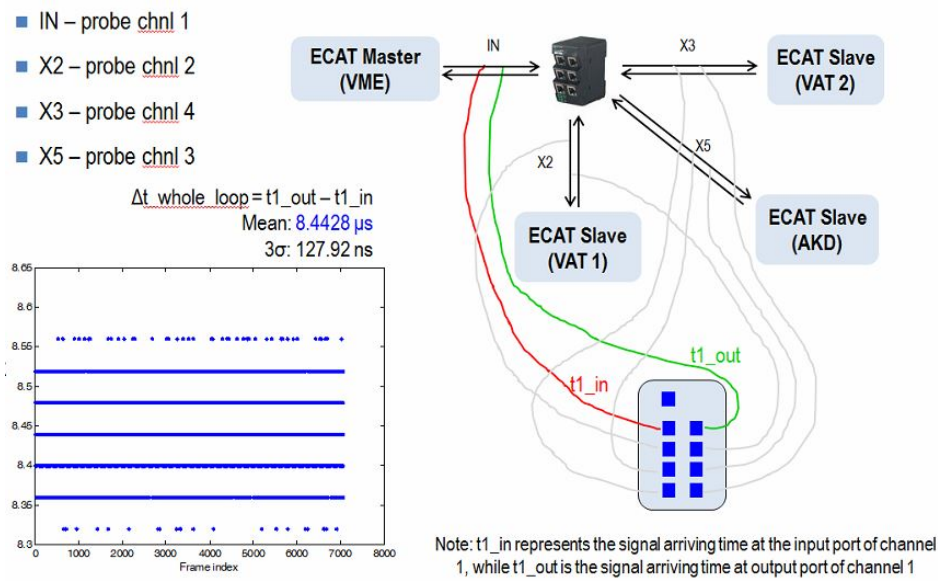 IN – probe chnl 1
X2 – probe chnl 2
X3 – probe chnl 4
X5 – probe chnl 3
Δt_whole_loop = t1_out – t1_in
Mean: 8.4428 µs
3σ: 127.92 ns
8.65
8.6
8.55
8.5
8.45
8.4
8.35
8.3
0 1000 2000 3000 4000 5000 6000 7000 8000
Frame index
ECAT Master
(VME)
IN
X3
ECAT Slave
(VAT 2)
X2
X5
ECAT Slave
(VAT 1)
ECAT Slave
(AKD)
t1_out
t1_in
Note: t1_in represents the signal arriving time at the input port of channel
1, while t1_out is the signal arriving time at output port of channel 1